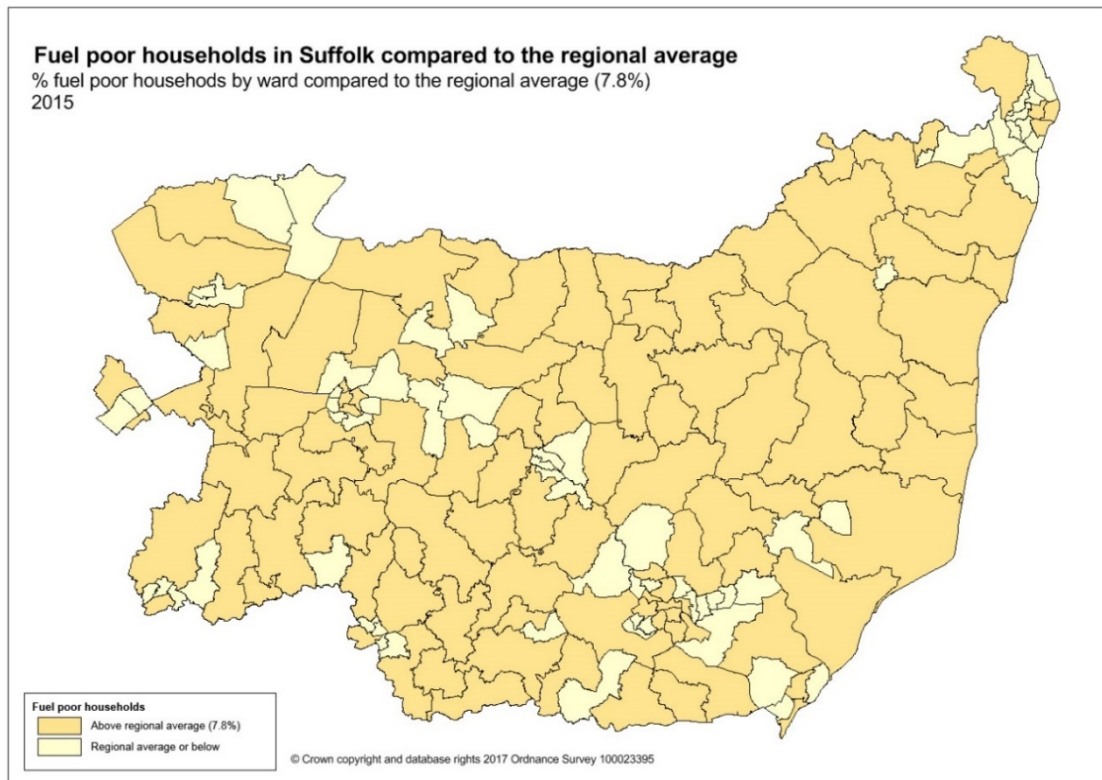 Fuel poor households in Suffolk compared to the regional average
% fuel poor househods by ward compared to the regional average (7.8%)
2015
Fuel poor households
Above regional average (7.8%)
Regional average or below
© Crown copyright and database rights 2017 Ordnance Survey 100023395